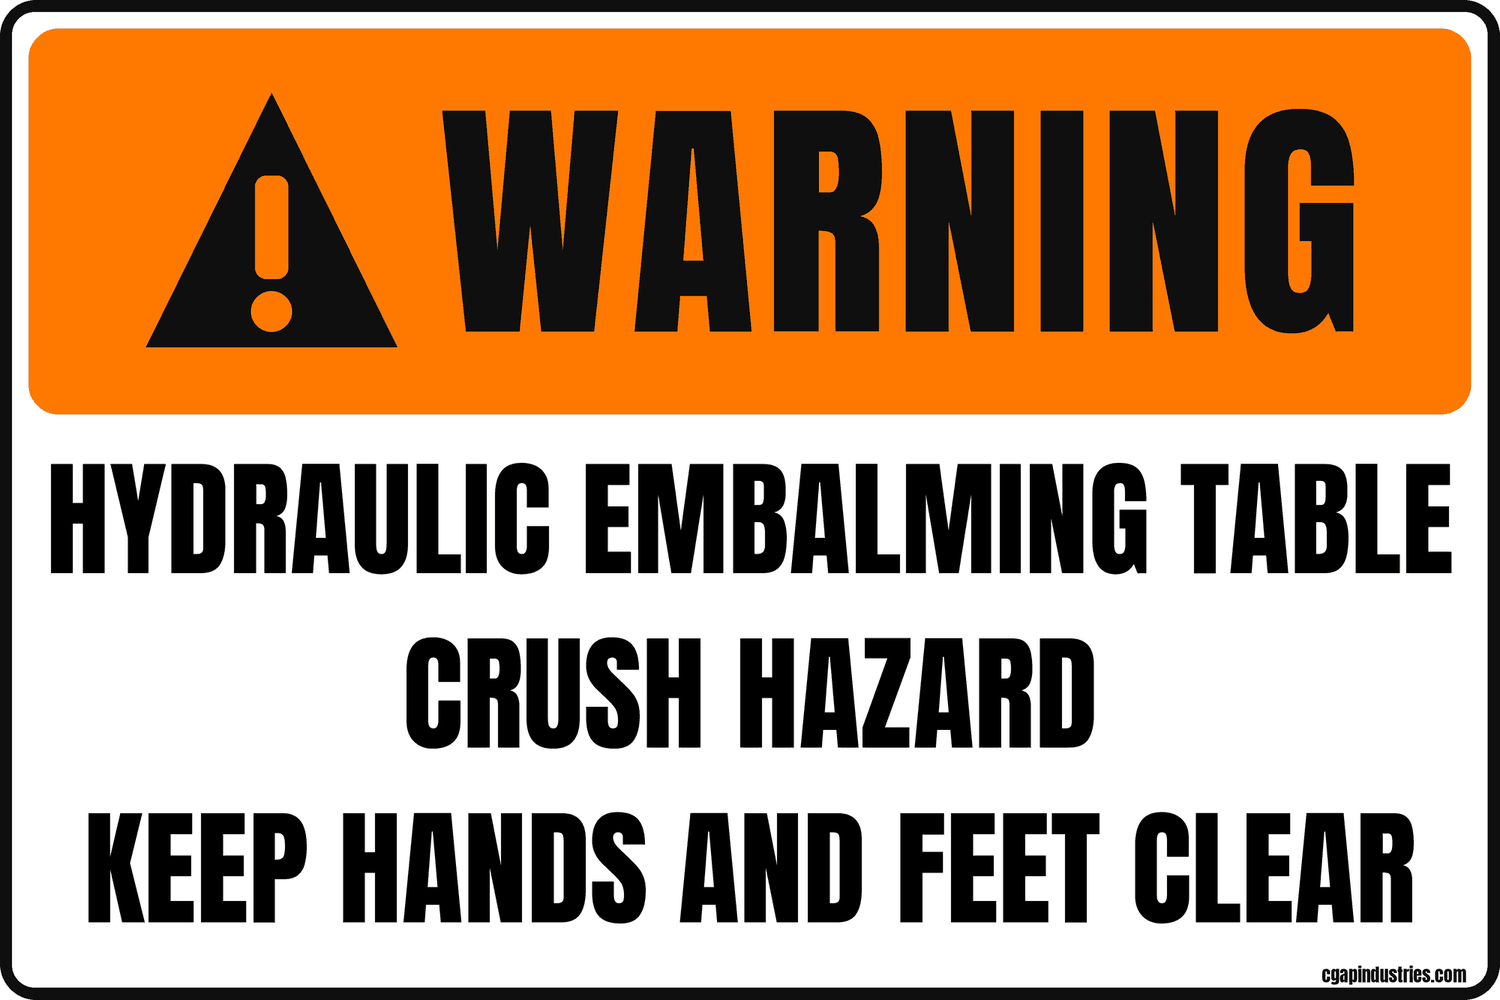 WARNING
HYDRAULIC EMBALMING TABLE
CRUSH HAZARD
KEEP HANDS AND FEET CLEAR
cgapindustries.com